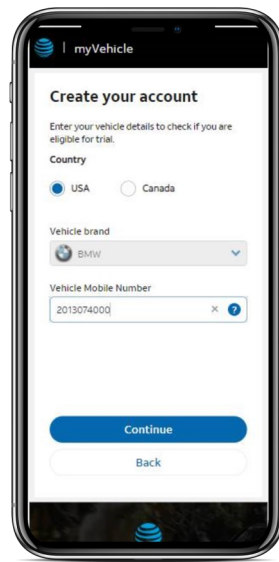 myVehicle
Create your account
Enter your vehicle details to check if you are
eligible for trial.
Country
USA Canada
Vehicle brand
BMW
Vehicle Mobile Number
2013074000 × ?
Continue
Back